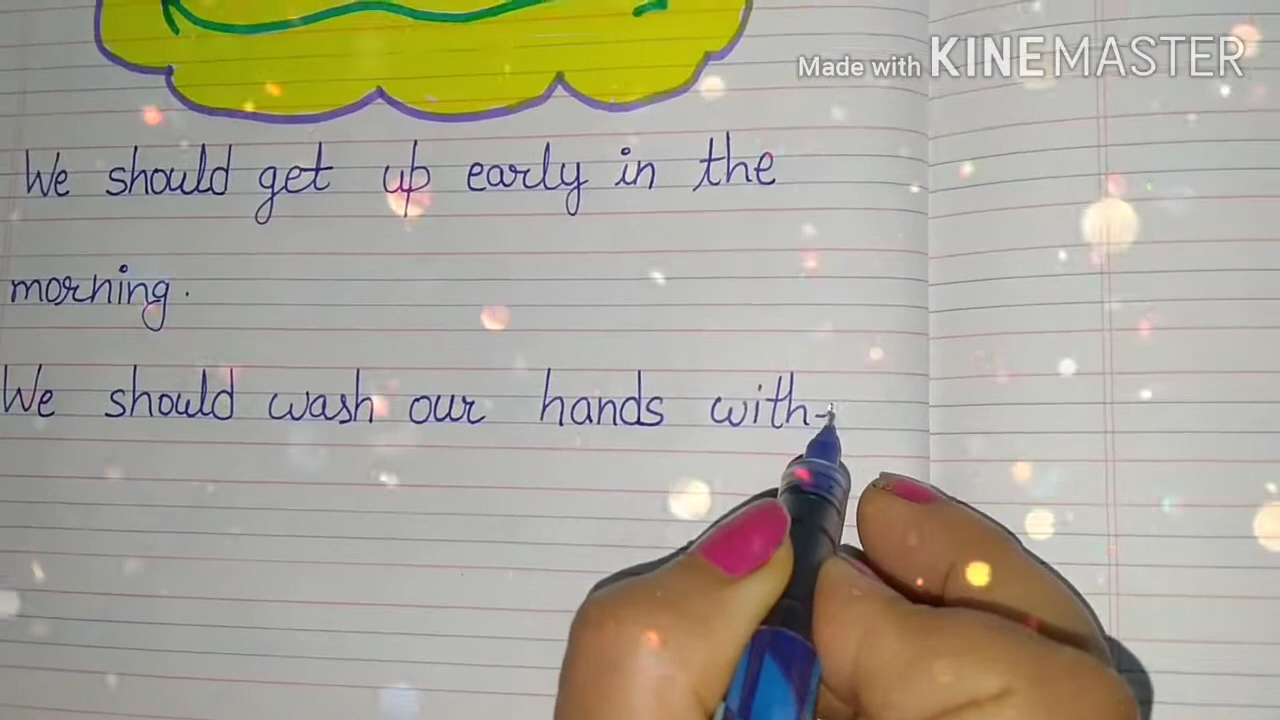 Made with KINEMASTER
We should get up early in the
morning.
We should wash our hands with